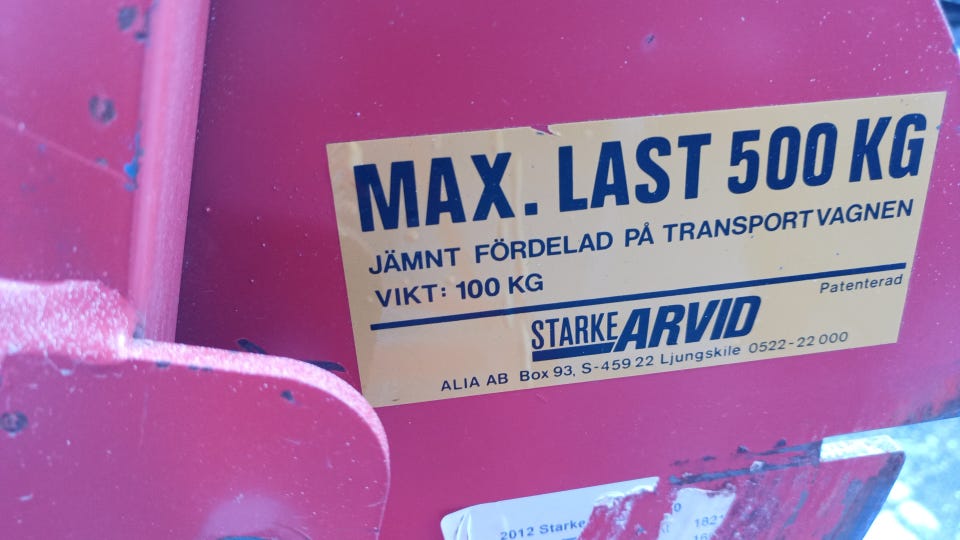 MAX. LAST 500 KG
JÄMNT FÖRDELAD PÅ TRANSPORTVAGNEN
VIKT: 100 KG
Patenterad
STARKE ARVID
ALIA AB Box 93, S-459 22 Ljungskile 0522-22 000
2012 Starke